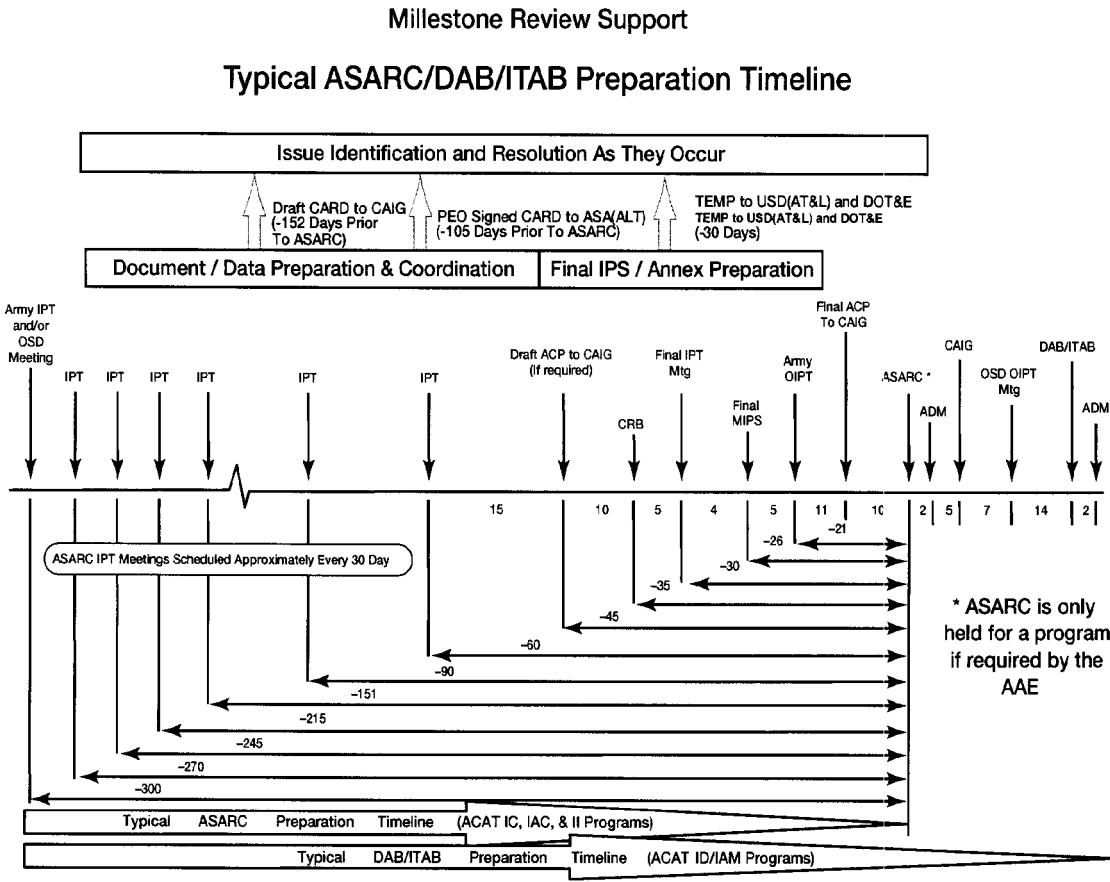 Millestone Review Support
Typical ASARC/DAB/ITAB Preparation Timeline
Issue Identification and Resolution As They Occur
Draft CARD to CAIG
(-152 Days Prior
To ASARC)
PEO Signed CARD to ASA(ALT)
(-105 Days Prior To ASARC)
TEMP to USD(AT&L) and DOT&E
TEMP to USD(AT&L) and DOT&E
(-30 Days)
Document / Data Preparation & Coordination
Final IPS / Annex Preparation
Army IPT
and/or
OSD
Meeting
IPT
IPT
IPT
IPT
IPT
IPT
Draft ACP to CAIG
(If required)
CRB
Final IPT
Mtg
Final
MIPS
Army
OIPT
Final ACP
To CAIG
ASARC *
ADM
CAIG
OSD OIPT
Mtg
DAB/ITAB
ADM
15
10
5
4
5
11
10
2
5
7
14
2
ASARC IPT Meetings Scheduled Approximately Every 30 Day
-21
-26
-30
-35
-45
-60
-90
-151
-215
-245
-270
-300
* ASARC is only
held for a program
if required by the
AAE
Typical ASARC Preparation Timeline (ACAT IC, IAC, & II Programs)
Typical DAB/ITAB Preparation Timeline (ACAT ID/IAM Programs)